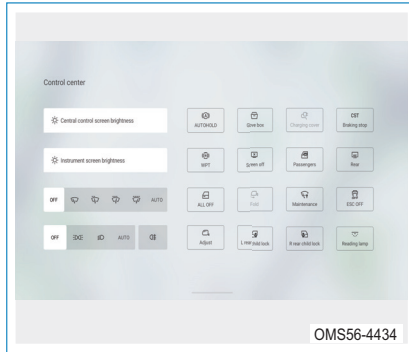 Control center
Central control screen brightness
AUTOHOLD
Glove box
Charging cover
CST
Braking stop
Instrument screen brightness
Screen off
Passengers
Rear
OFF
AUTO
ALL OFF
Fold
Maintenance
ESC OFF
OFF
AUTO
Adjust
L rear child lock
R rear child lock
Reading lamp
OMS56-4434